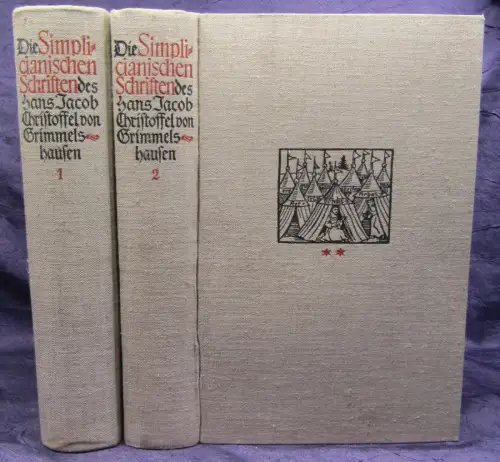 Die Simpli-
cianischen
Schriften des
Hans Jacob
Christoffel von
Grimmels-
hausen
1
Die Simpli-
cianischen
Schriften des
Hans Jacob
Christoffel von
Grimmels-
hausen
2
**